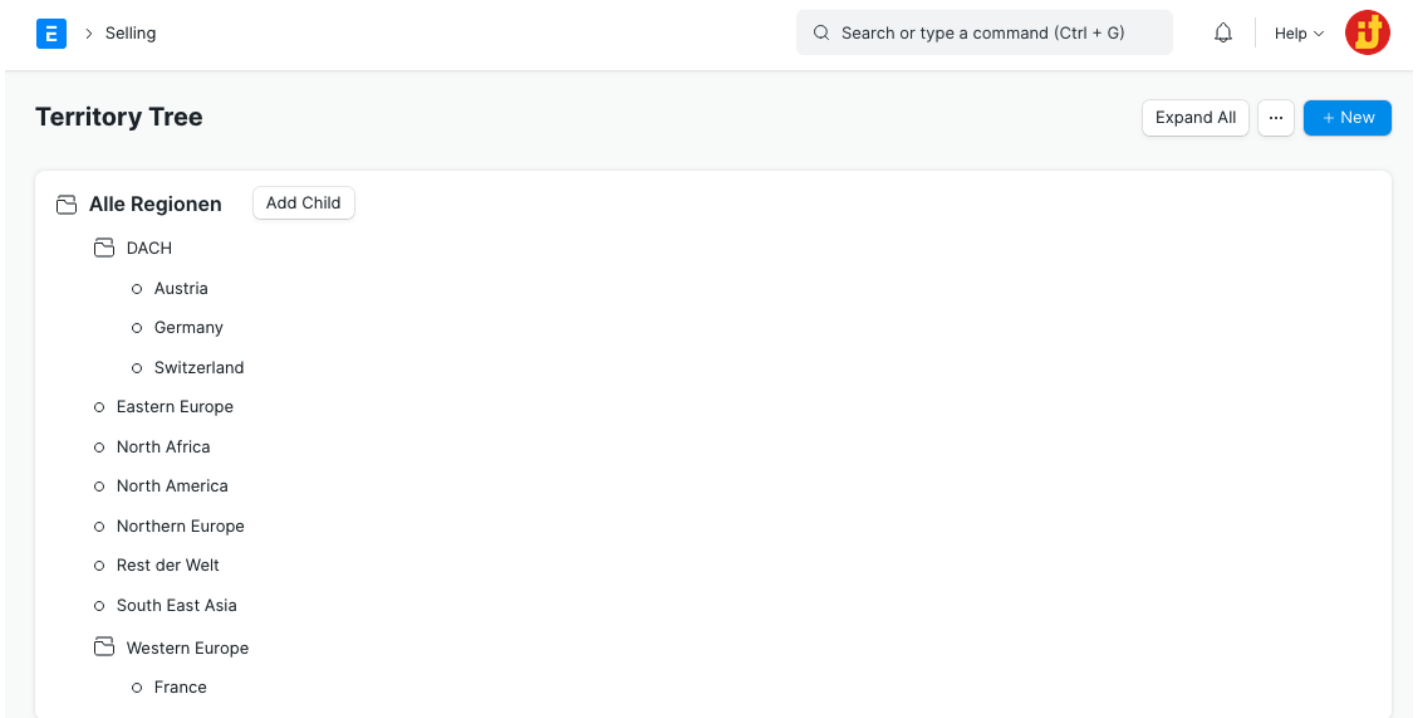 E > Selling Search or type a command (Ctrl + G) Help
Territory Tree Expand All ... + New
Alle Regionen Add Child
DACH
Austria
Germany
Switzerland
Eastern Europe
North Africa
North America
Northern Europe
Rest der Welt
South East Asia
Western Europe
France